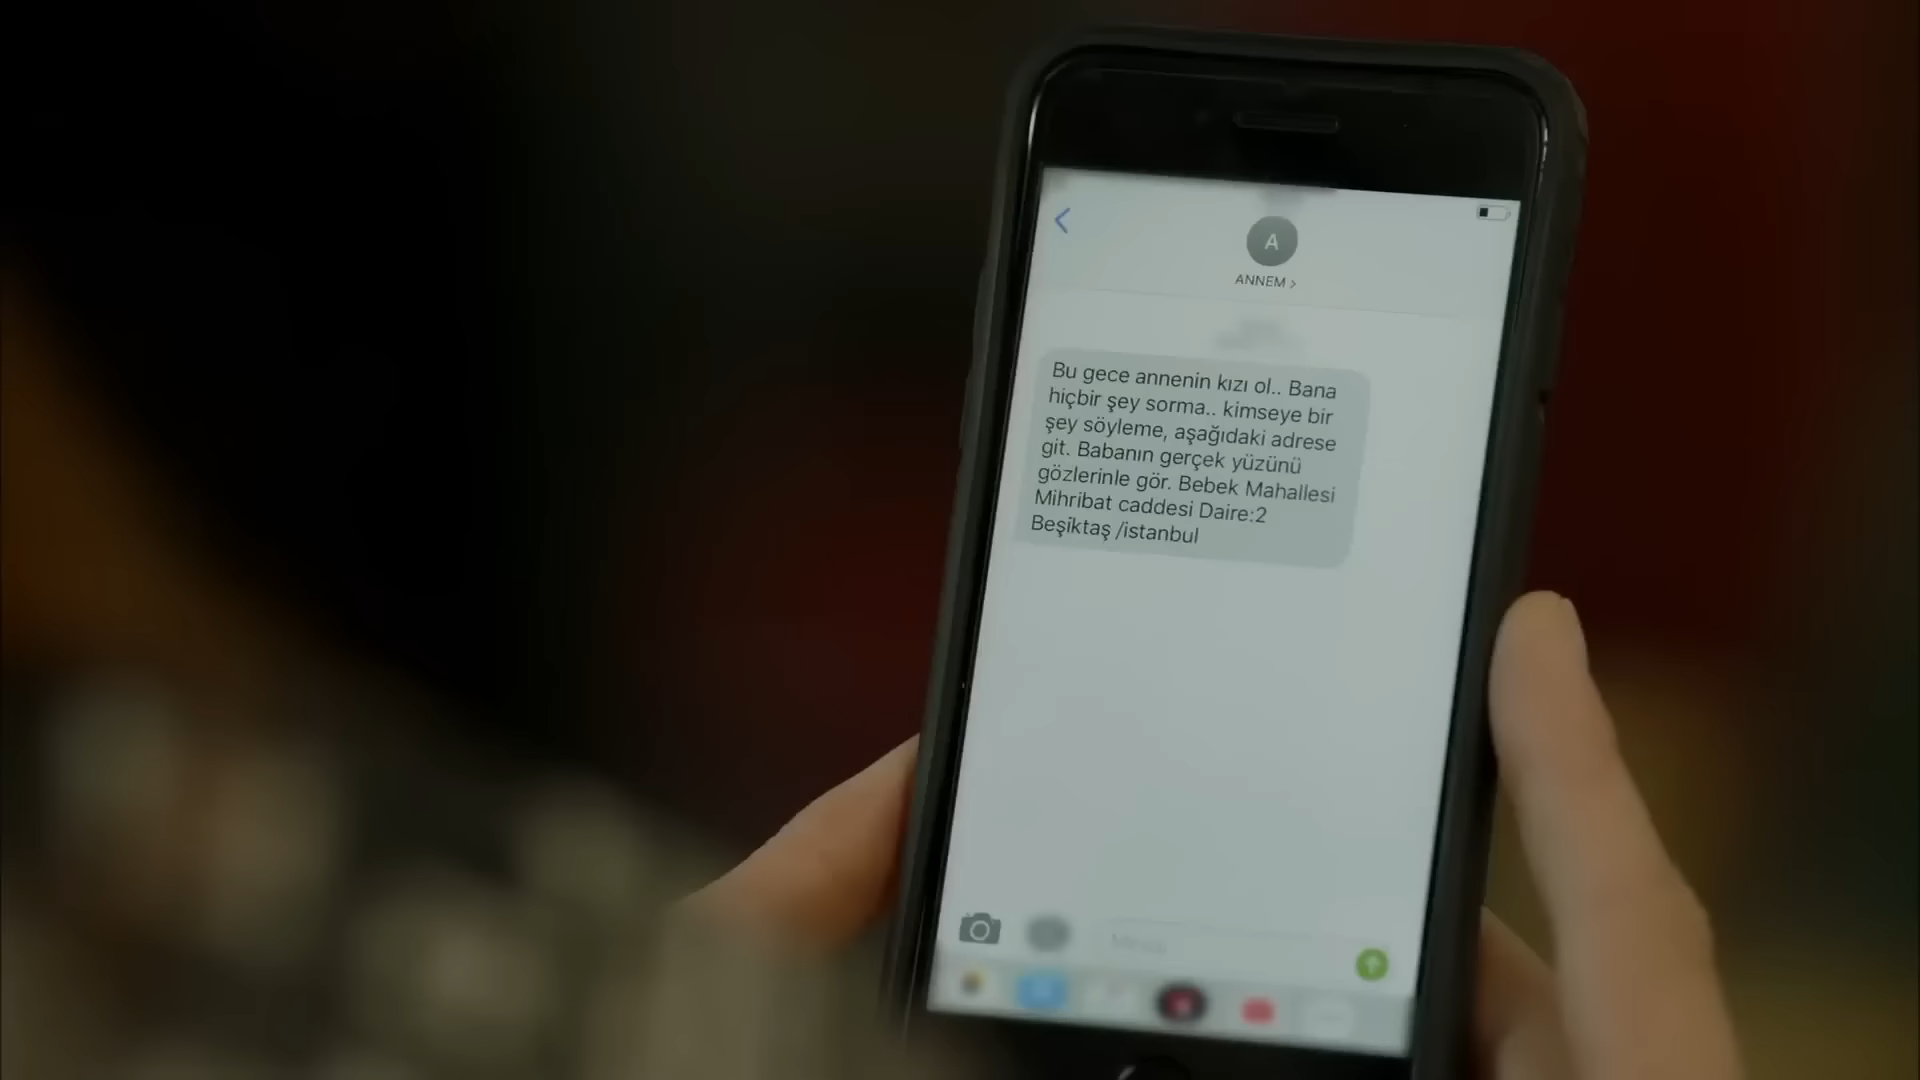 A
ANNEM >
Bu gece annenin kızı ol.. Bana
hiçbir şey sorma.. kimseye bir
şey söyleme, aşağıdaki adrese
git. Babanın gerçek yüzünü
gözlerinle gör. Bebek Mahallesi
Mihribat caddesi Daire:2
Beşiktaş /istanbul